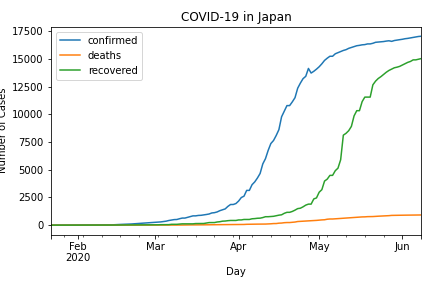 COVID-19 in Japan
confirmed
deaths
recovered
17500
15000
12500
10000
7500
5000
2500
0
Number of Cases
Feb Mar Apr May Jun
2020
Day